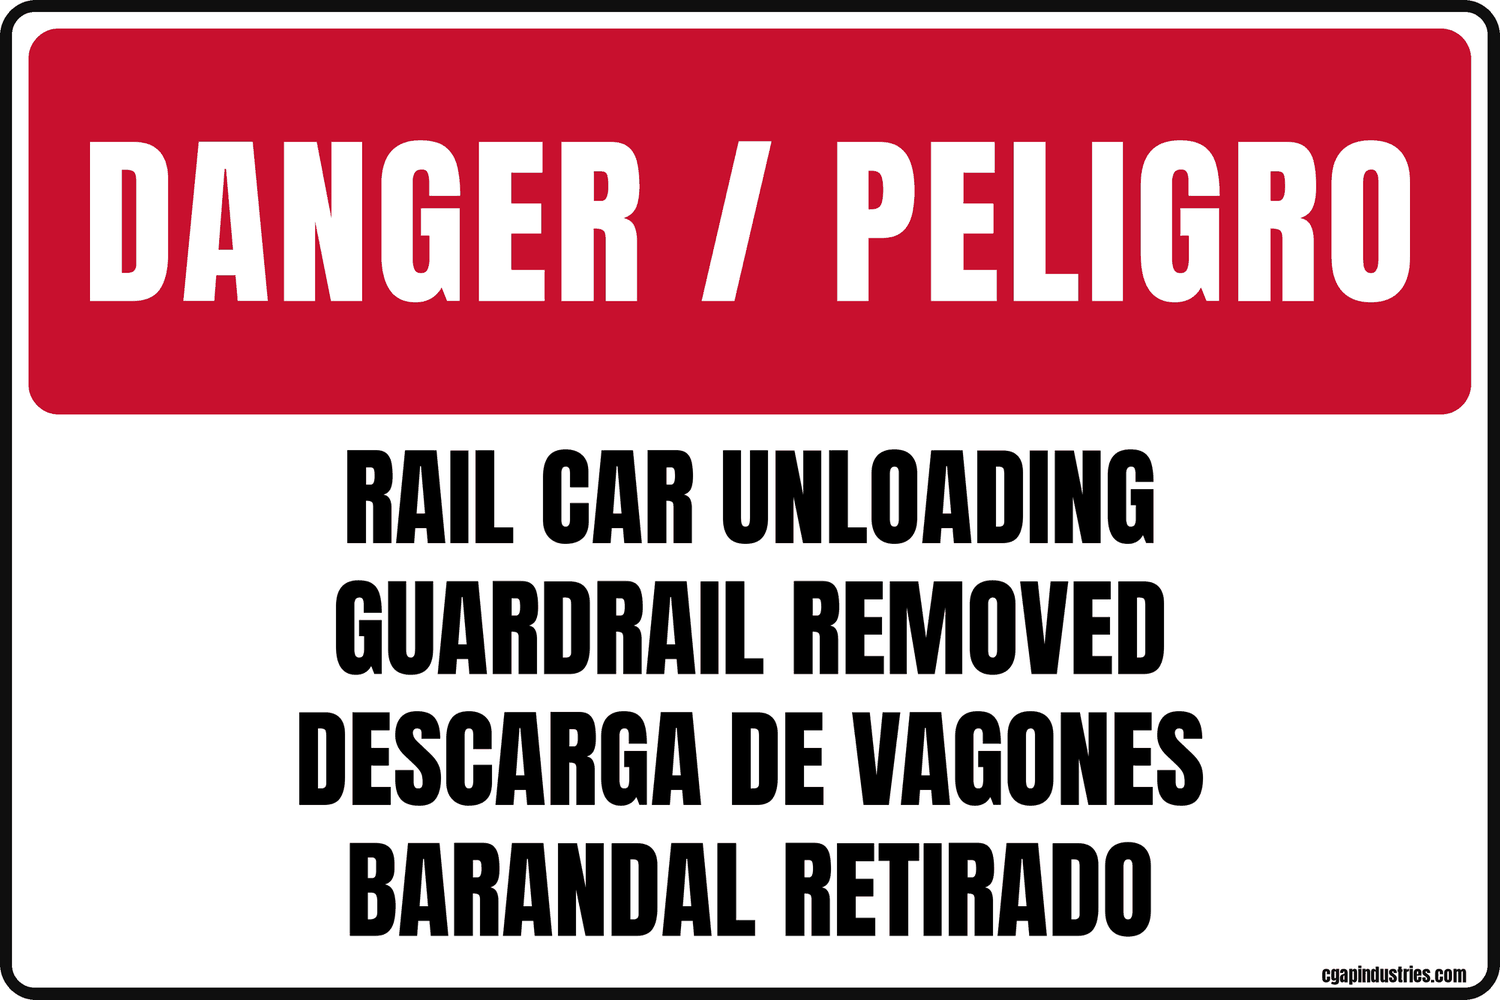 DANGER / PELIGRO
RAIL CAR UNLOADING
GUARDRAIL REMOVED
DESCARGA DE VAGONES
BARANDAL RETIRADO
cgapindustries.com